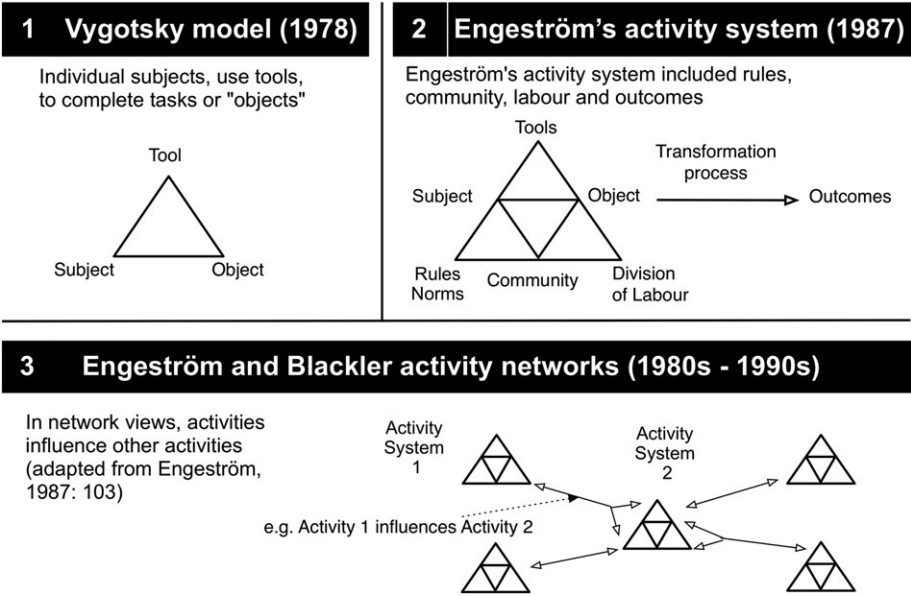 1 Vygotsky model (1978)
Individual subjects, use tools,
to complete tasks or "objects"
Tool
Subject
Object
2 Engeström's activity system (1987)
Engeström's activity system included rules,
community, labour and outcomes
Tools
Subject
Object
Transformation
process
Outcomes
Rules
Norms
Community
Division
of Labour
3 Engeström and Blackler activity networks (1980s - 1990s)
In network views, activities
influence other activities
(adapted from Engeström,
1987: 103)
Activity
System
1
Activity
System
2
e.g. Activity 1 influences Activity 2